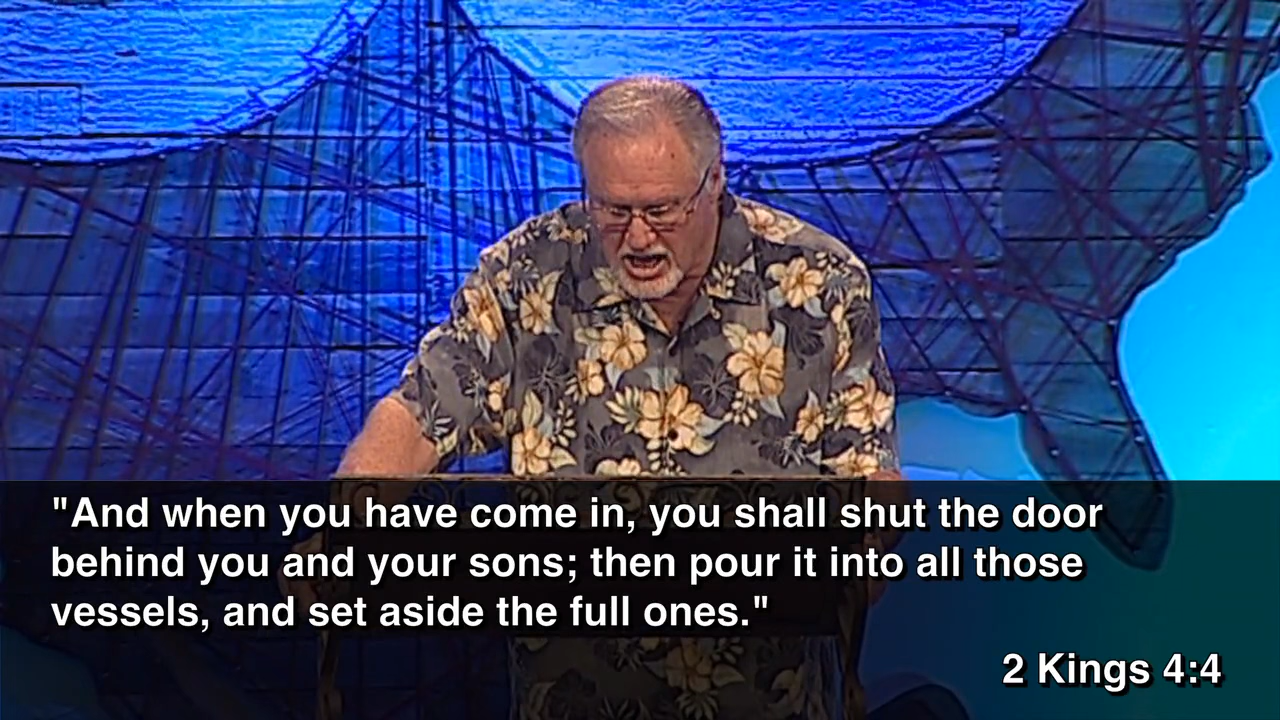 "And when you have come in, you shall shut the door
behind you and your sons; then pour it into all those
vessels, and set aside the full ones."
2 Kings 4:4